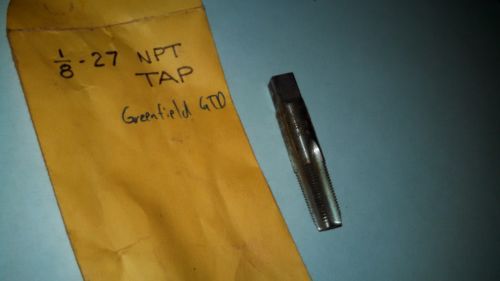 1/8 - 27 NPT
TAP
Greenfield GTD